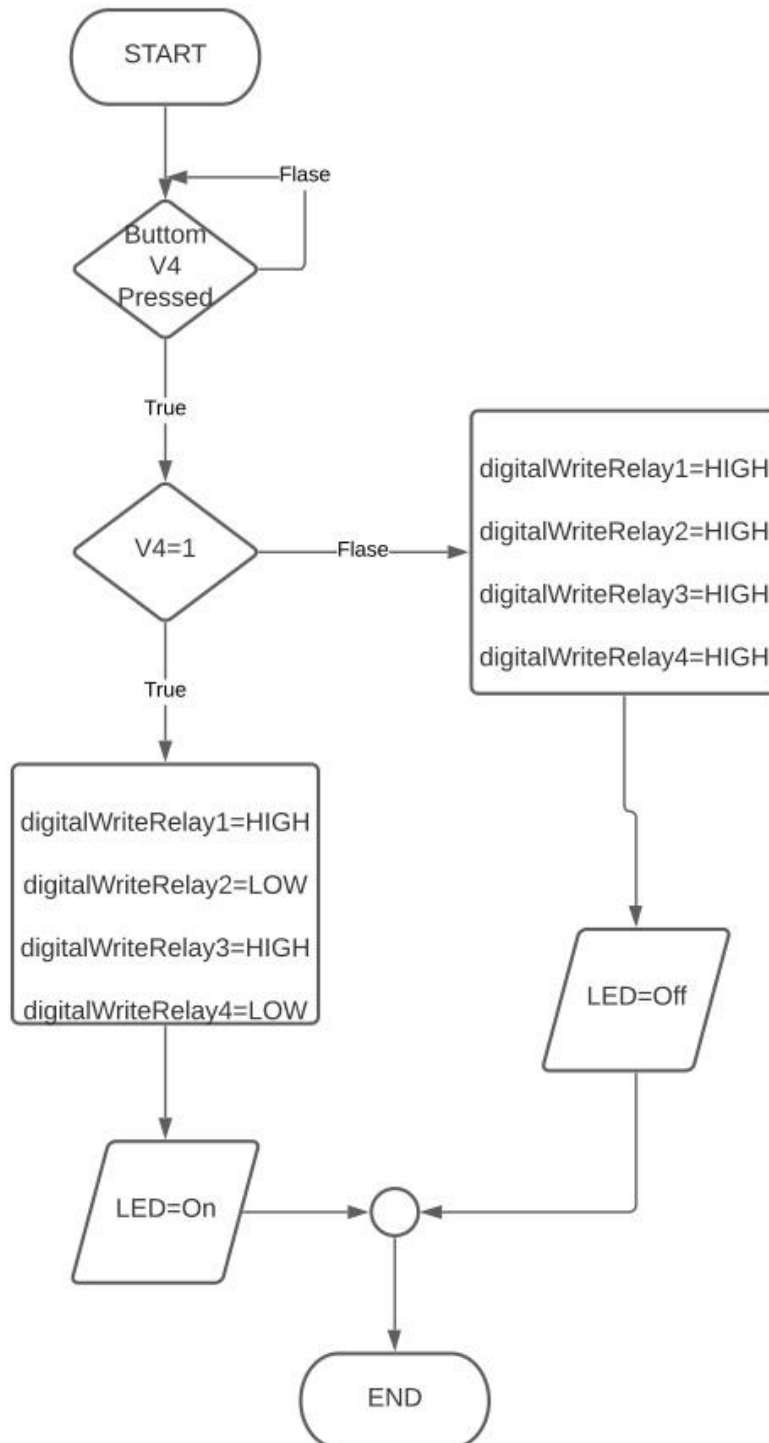 START
Flase
Buttom
V4
Pressed
True
V4=1
Flase
digitalWriteRelay1=HIGH
digitalWriteRelay2=HIGH
digitalWriteRelay3=HIGH
digitalWriteRelay4=HIGH
True
digitalWriteRelay1=HIGH
digitalWriteRelay2=LOW
digitalWriteRelay3=HIGH
digitalWriteRelay4=LOW
LED=Off
LED=On
END